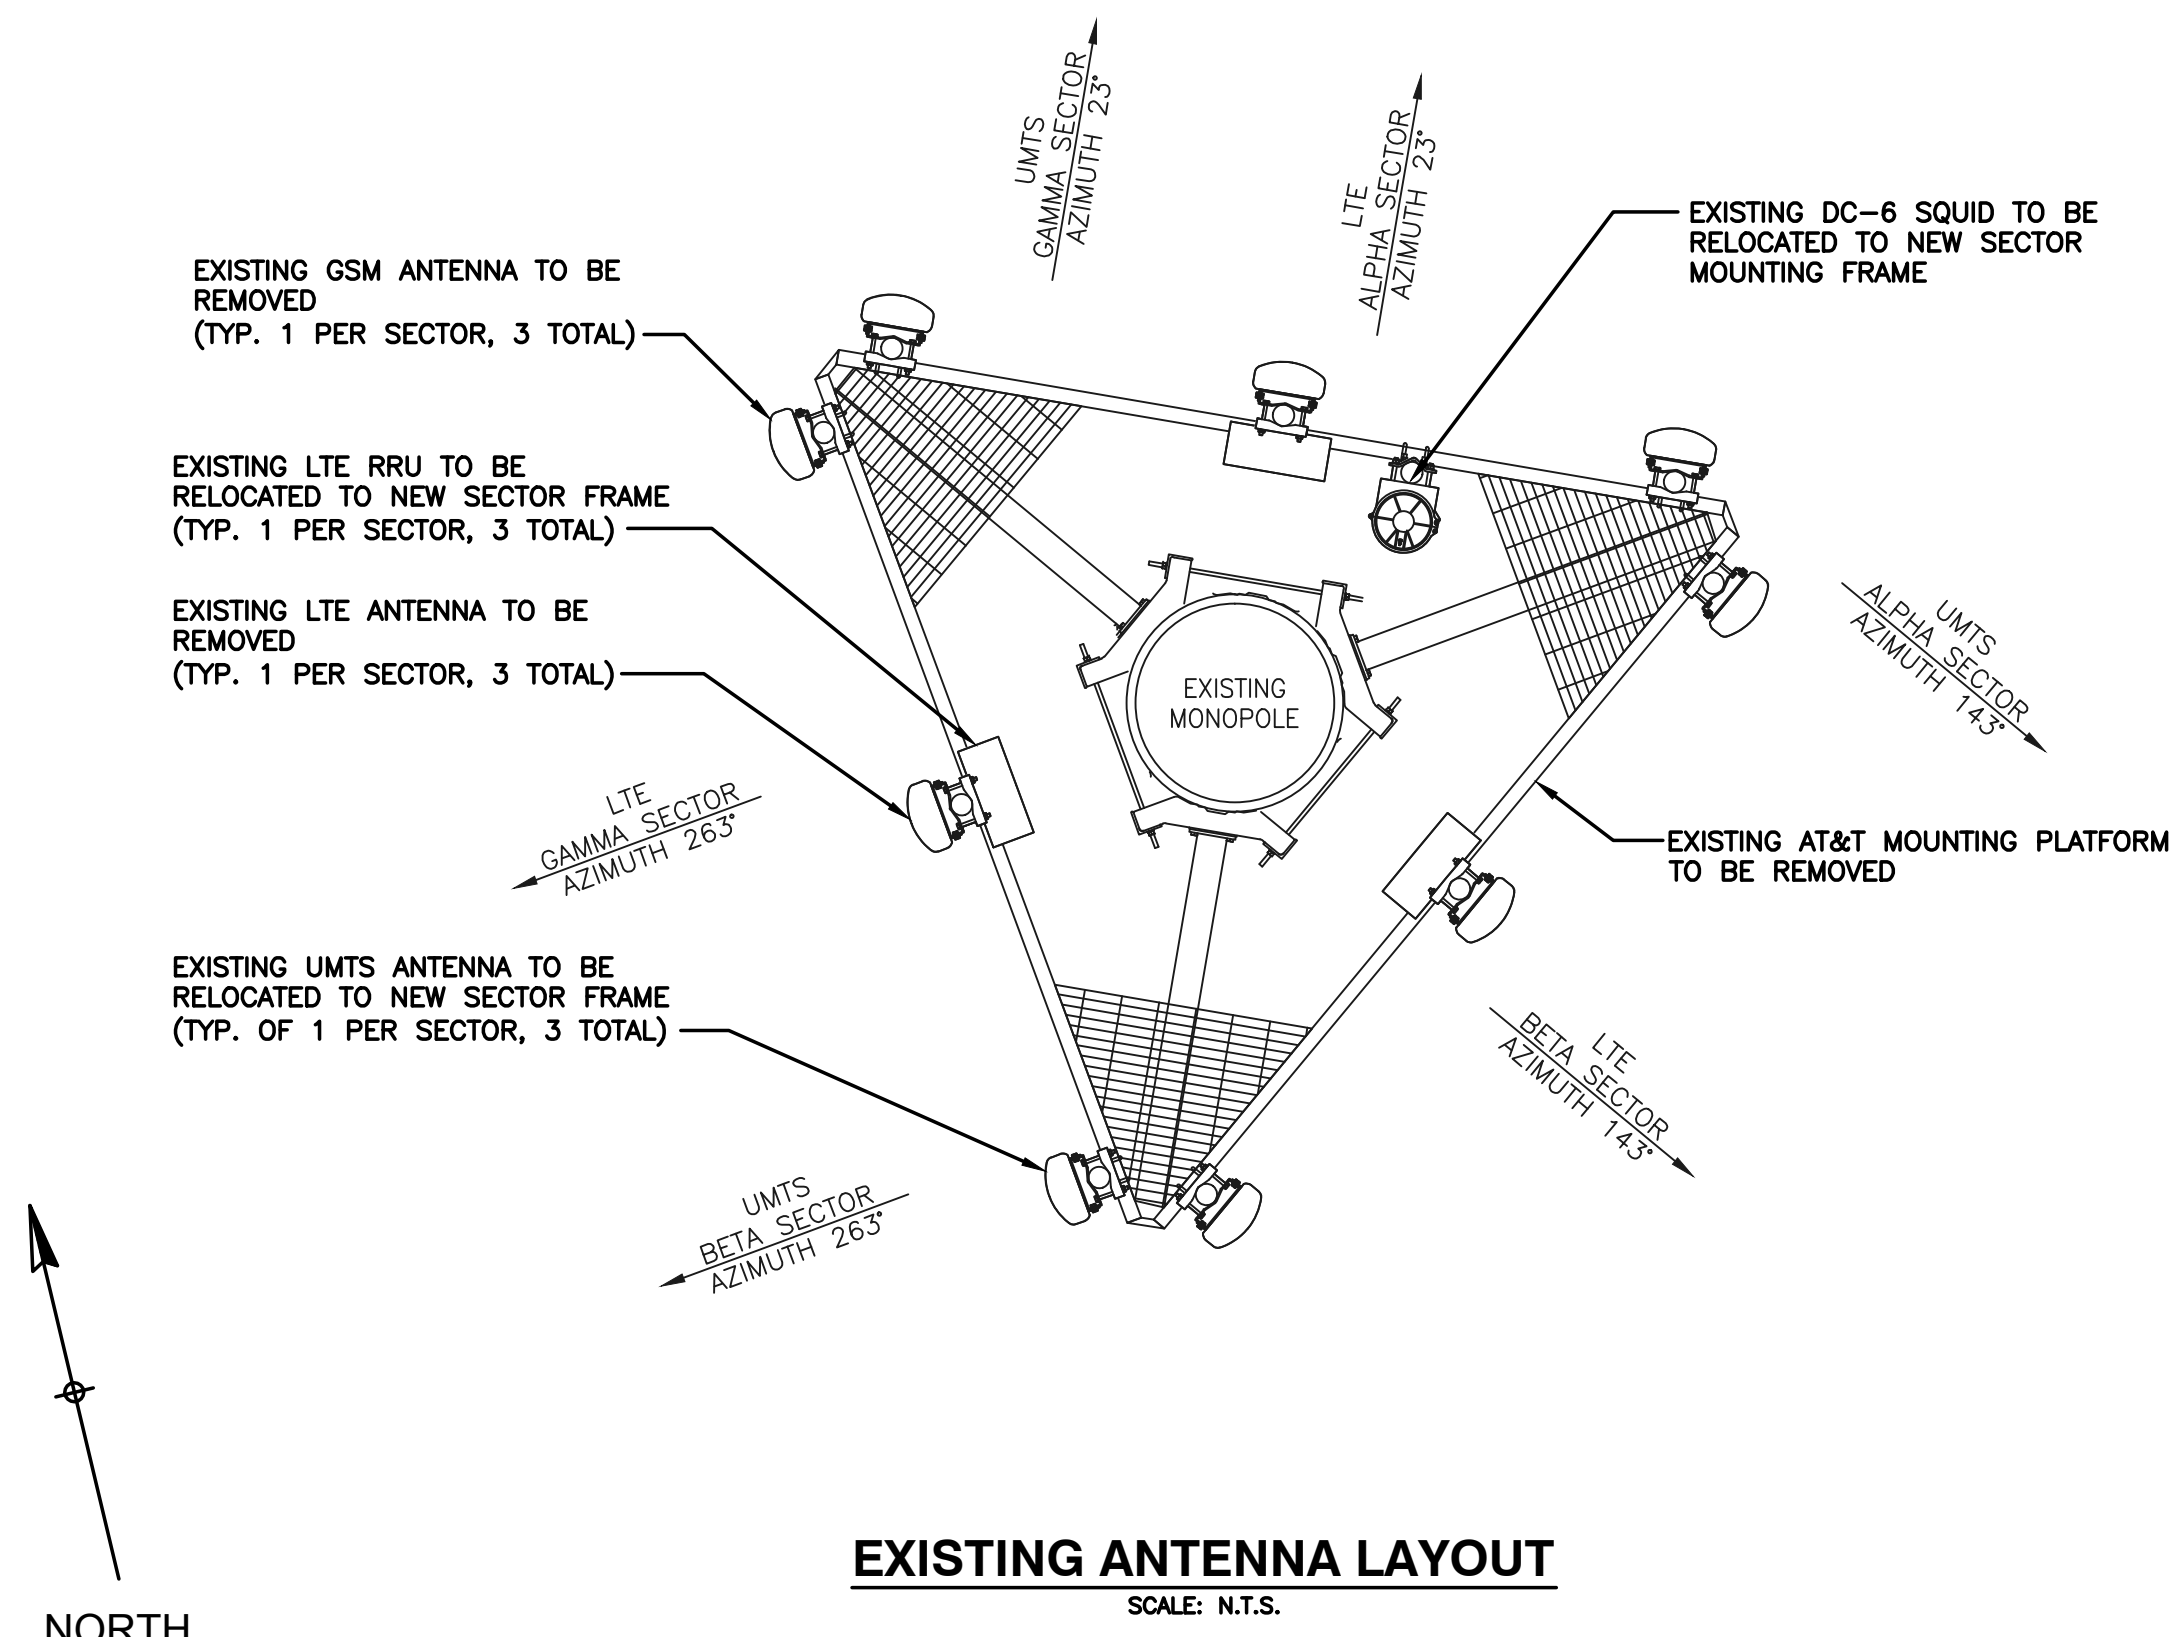 UMTS
GAMMA SECTOR
AZIMUTH 23°
LTE
ALPHA SECTOR
AZIMUTH 23°
EXISTING DC-6 SQUID TO BE
RELOCATED TO NEW SECTOR
MOUNTING FRAME
EXISTING GSM ANTENNA TO BE
REMOVED
(TYP. 1 PER SECTOR, 3 TOTAL)
EXISTING LTE RRU TO BE
RELOCATED TO NEW SECTOR FRAME
(TYP. 1 PER SECTOR, 3 TOTAL)
EXISTING LTE ANTENNA TO BE
REMOVED
(TYP. 1 PER SECTOR, 3 TOTAL)
UMTS
ALPHA SECTOR
AZIMUTH 143°
EXISTING
MONOPOLE
LTE
GAMMA SECTOR
AZIMUTH 263°
EXISTING AT&T MOUNTING PLATFORM
TO BE REMOVED
EXISTING UMTS ANTENNA TO BE
RELOCATED TO NEW SECTOR FRAME
(TYP. OF 1 PER SECTOR, 3 TOTAL)
LTE
BETA SECTOR
AZIMUTH 143°
UMTS
BETA SECTOR
AZIMUTH 263°
EXISTING ANTENNA LAYOUT
SCALE: N.T.S.
NORTH